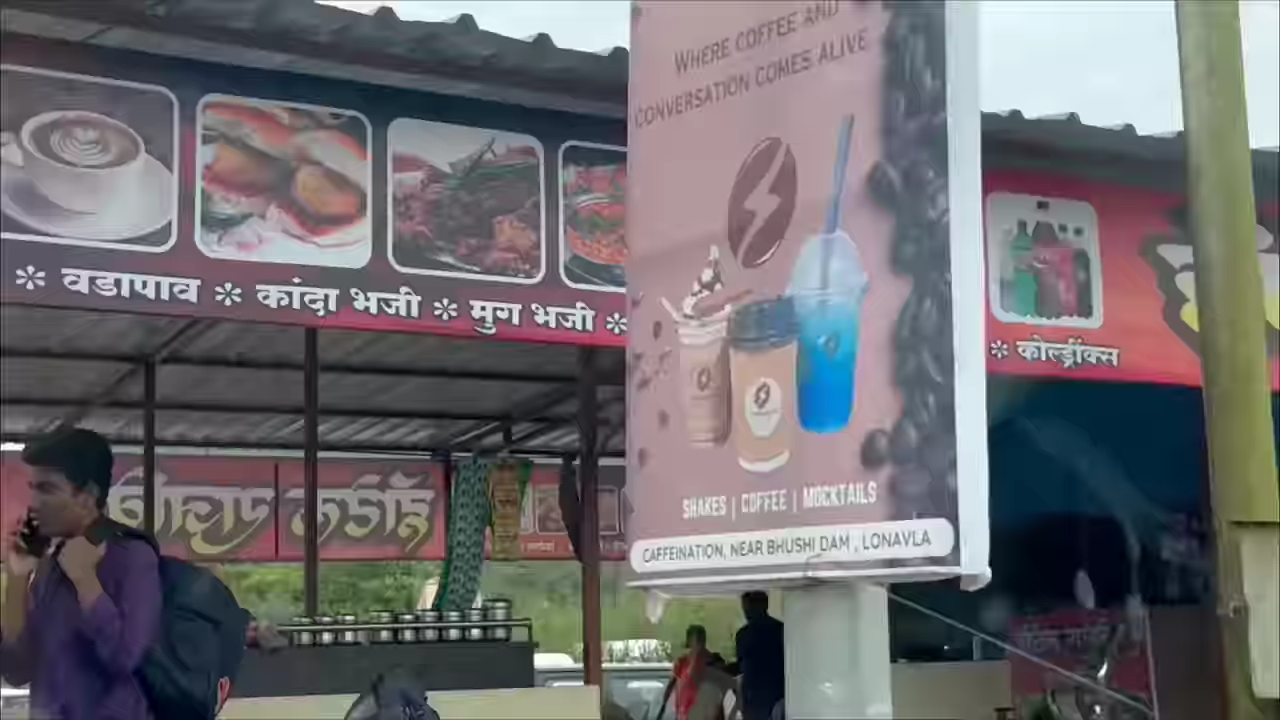 WHERE COFFEE AND
CONVERSATION COMES ALIVE
SHAKES | COFFEE | MOCKTAILS
CAFFEINATION, NEAR BHUSHI DAM , LONAVLA
* वडापाव * कांदा भजी * मुग भजी *
* कोल्ड्रींक्स